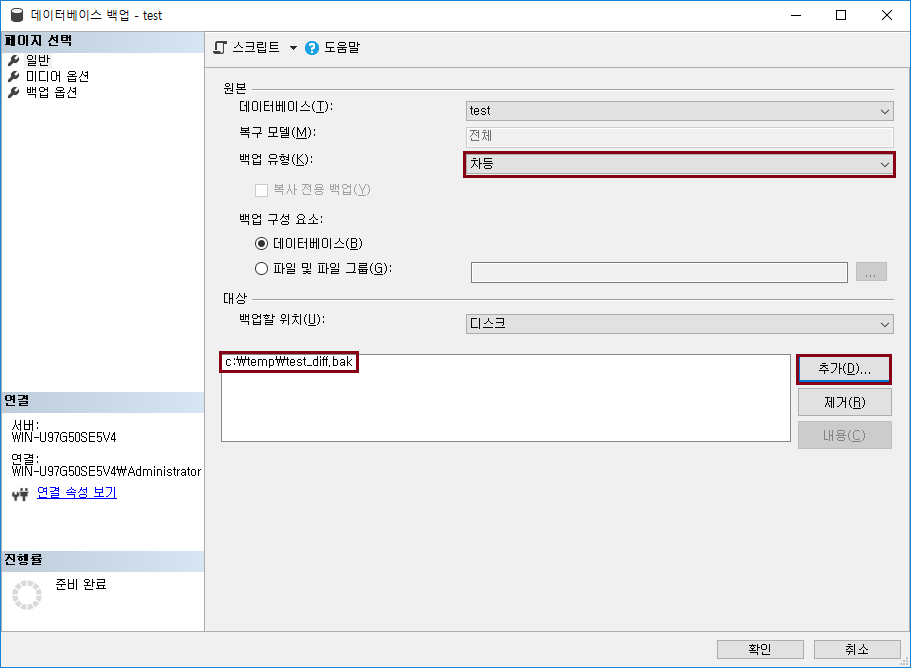 데이터베이스 백업 - test
페이지 선택
일반
미디어 옵션
백업 옵션
스크립트
도움말
원본
데이터베이스(T):
test
복구 모델(M):
전체
백업 유형(K):
차등
복사 전용 백업(Y)
백업 구성 요소:
데이터베이스(B)
파일 및 파일 그룹(G):
...
대상
백업할 위치(U):
디스크
c:₩temp₩test_diff.bak
추가(D)...
제거(R)
내용(C)
연결
서버:
WIN-U97G50SE5V4
연결:
WIN-U97G50SE5V4₩Administrator
연결 속성 보기
진행률
준비 완료
확인
취소